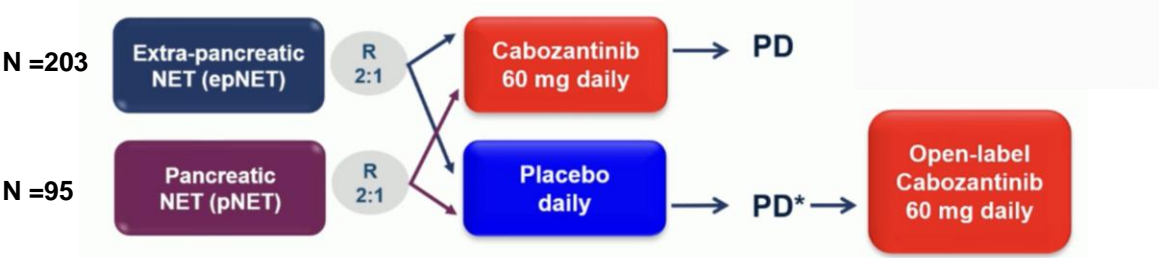 N =203
Extra-pancreatic
NET (epNET)
R
2:1
Cabozantinib
60 mg daily
PD
N =95
Pancreatic
NET (pNET)
R
2:1
Placebo
daily
PD*
Open-label
Cabozantinib
60 mg daily